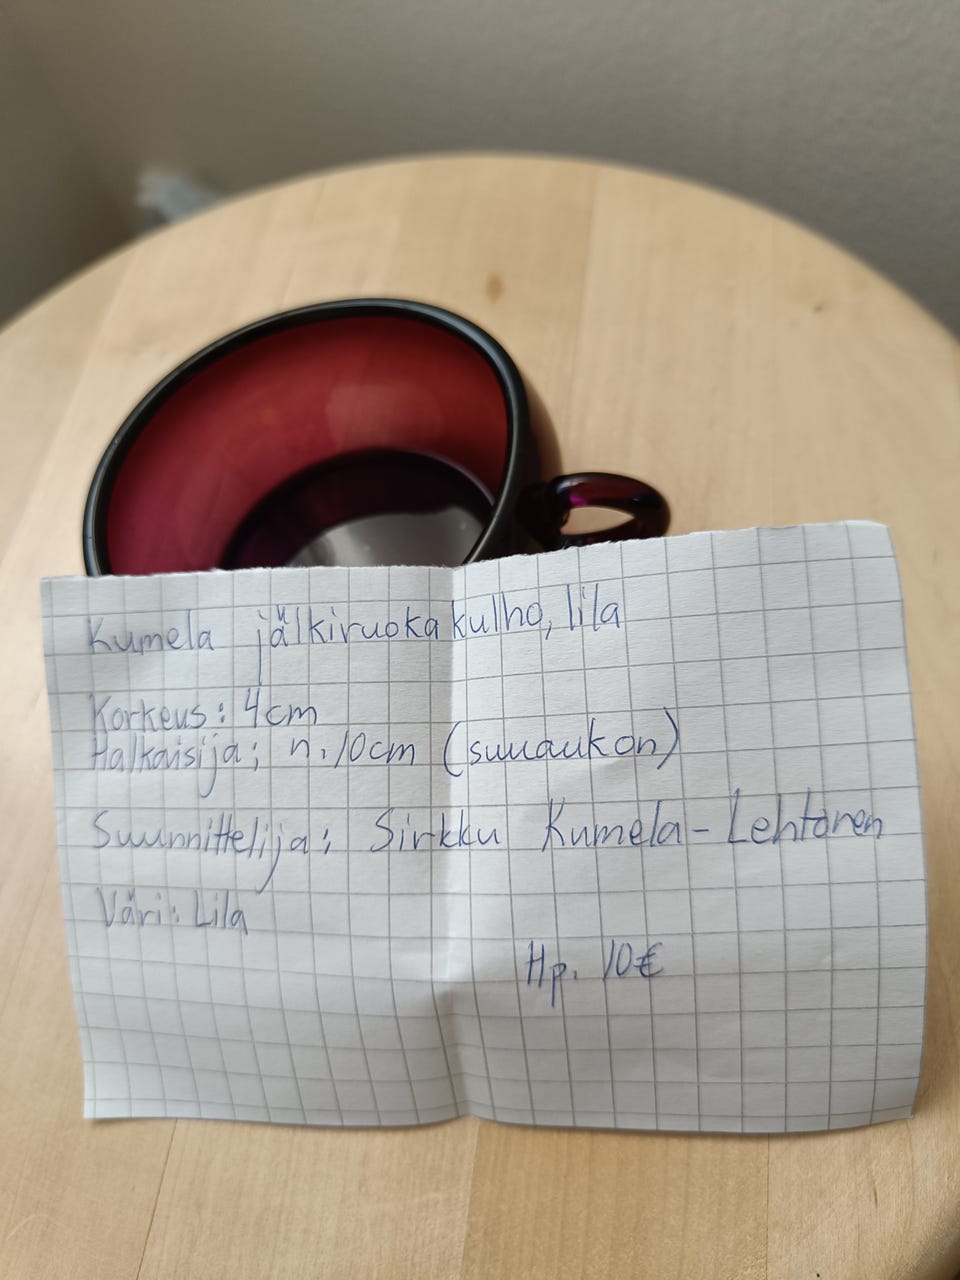 Kumela jälkiruokakulho, lila
Korkeus: 4cm
Halkaisija: n. 10cm (suuaukon)
Suunnittelija: Sirkku Kumela-Lehtonen
Väri: Lila
Hp. 10€